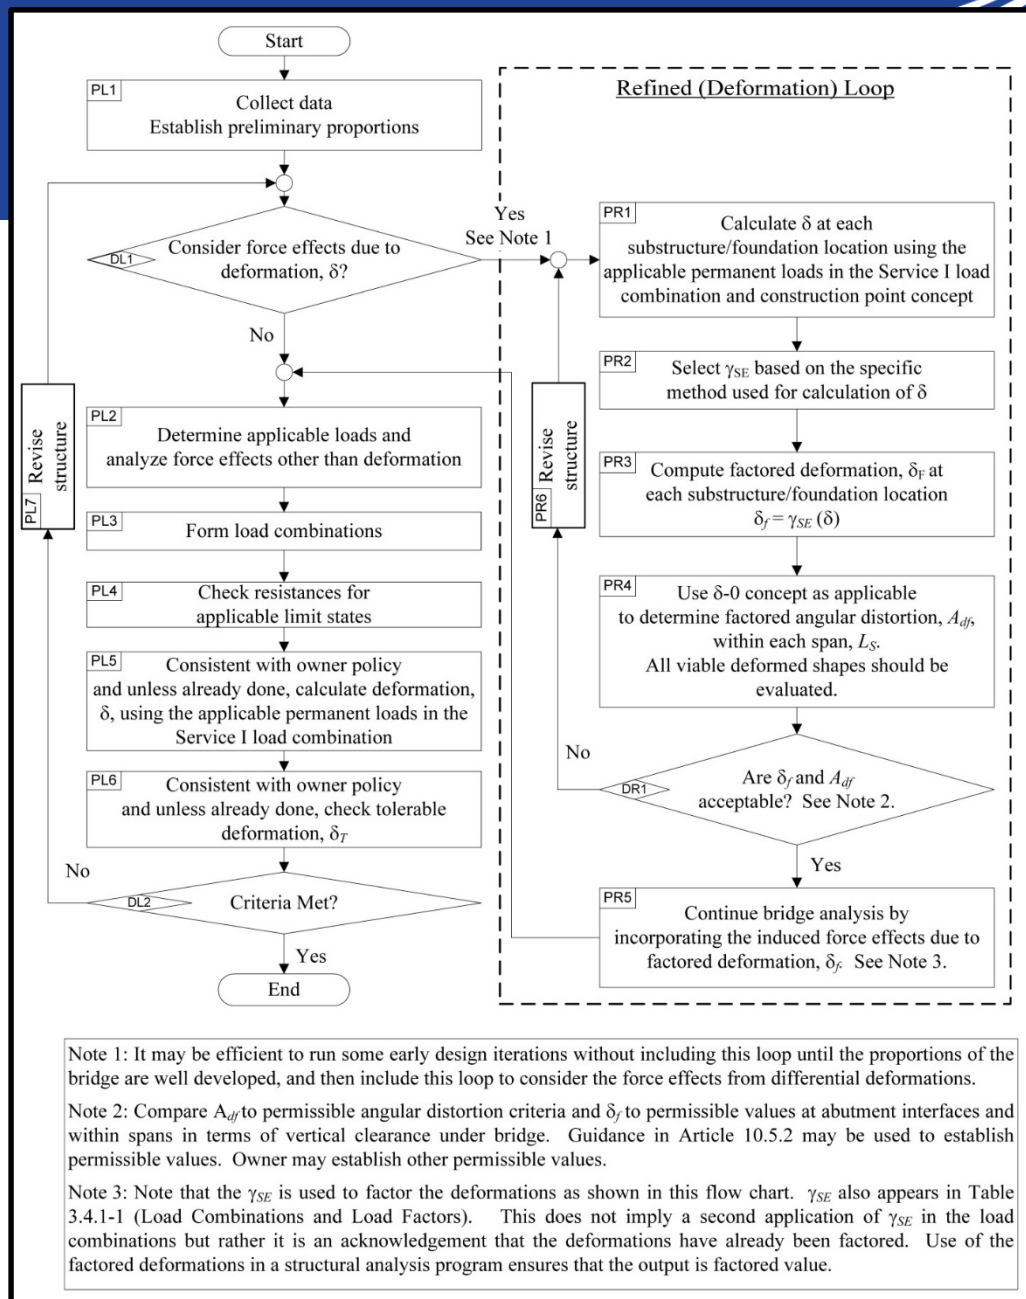 Start
PL1
Collect data
Establish preliminary proportions
DL1
Consider force effects due to
deformation, δ?
Yes
See Note 1
No
PL2
Determine applicable loads and
analyze force effects other than deformation
PL3
Form load combinations
PL4
Check resistances for
applicable limit states
PL5
Consistent with owner policy
and unless already done, calculate deformation,
δ, using the applicable permanent loads in the
Service I load combination
PL6
Consistent with owner policy
and unless already done, check tolerable
deformation, δT
No
DL2
Criteria Met?
Yes
End
PL7
Revise
structure
Refined (Deformation) Loop
PR1
Calculate δ at each
substructure/foundation location using the
applicable permanent loads in the Service I load
combination and construction point concept
PR2
Select γSE based on the specific
method used for calculation of δ
PR3
Compute factored deformation, δF at
each substructure/foundation location
δf = γSE (δ)
PR4
Use δ-0 concept as applicable
to determine factored angular distortion, Adf,
within each span, LS.
All viable deformed shapes should be
evaluated.
No
DR1
Are δf and Adf
acceptable? See Note 2.
Yes
PR5
Continue bridge analysis by
incorporating the induced force effects due to
factored deformation, δf. See Note 3.
PR6
Revise
structure
Note 1: It may be efficient to run some early design iterations without including this loop until the proportions of the
bridge are well developed, and then include this loop to consider the force effects from differential deformations.
Note 2: Compare Adf to permissible angular distortion criteria and δf to permissible values at abutment interfaces and
within spans in terms of vertical clearance under bridge. Guidance in Article 10.5.2 may be used to establish
permissible values. Owner may establish other permissible values.
Note 3: Note that the γSE is used to factor the deformations as shown in this flow chart. γSE also appears in Table
3.4.1-1 (Load Combinations and Load Factors). This does not imply a second application of γSE in the load
combinations but rather it is an acknowledgement that the deformations have already been factored. Use of the
factored deformations in a structural analysis program ensures that the output is factored value.